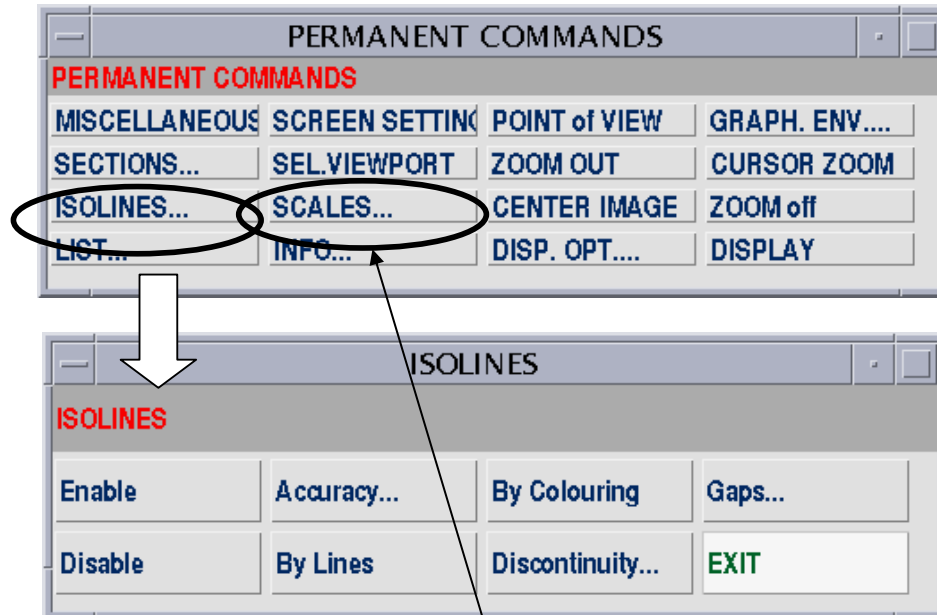 PERMANENT COMMANDS
PERMANENT COMMANDS
MISCELLANEOUS SCREEN SETTING POINT of VIEW GRAPH. ENV....
SECTIONS... SEL.VIEWPORT ZOOM OUT CURSOR ZOOM
ISOLINES... SCALES... CENTER IMAGE ZOOM off
LIST... INFO... DISP. OPT.... DISPLAY
ISOLINES
ISOLINES
Enable Accuracy... By Colouring Gaps...
Disable By Lines Discontinuity... EXIT